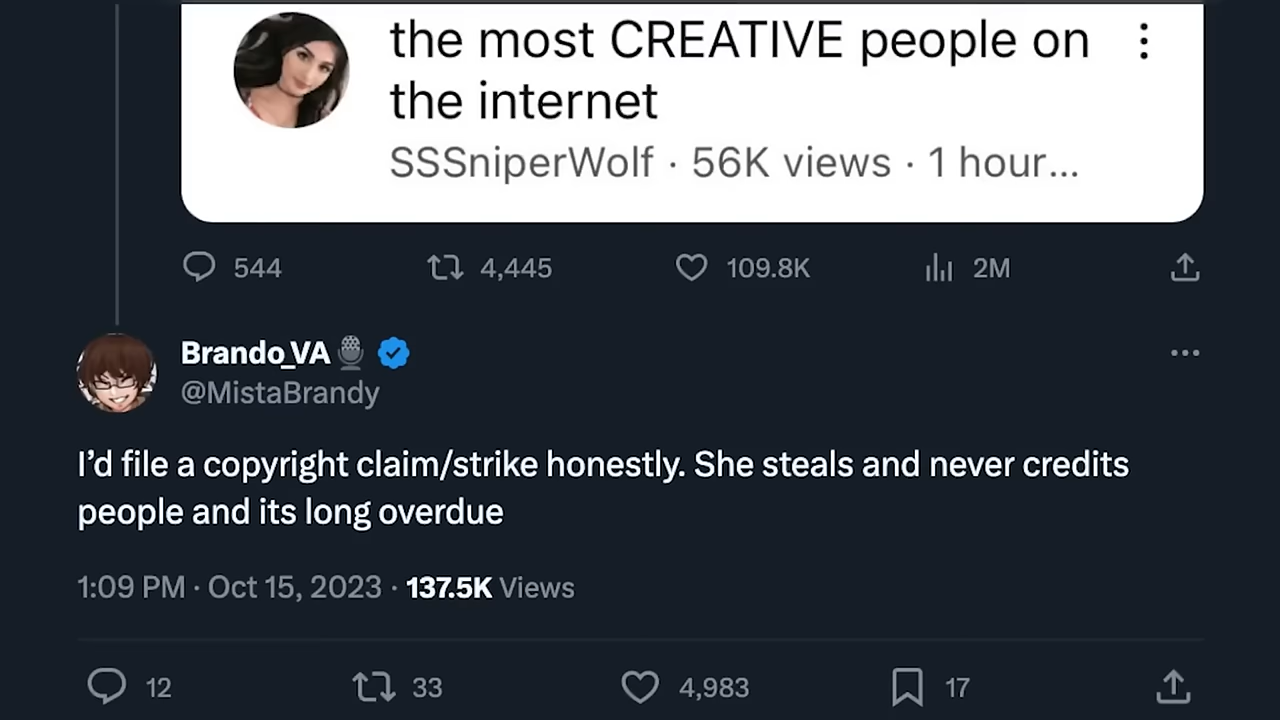 the most CREATIVE people on
the internet
SSSniperWolf · 56K views · 1 hour...
544 4,445 109.8K 2M
Brando_VA
@MistaBrandy
I’d file a copyright claim/strike honestly. She steals and never credits
people and its long overdue
1:09 PM · Oct 15, 2023 · 137.5K Views
12 33 4,983 17